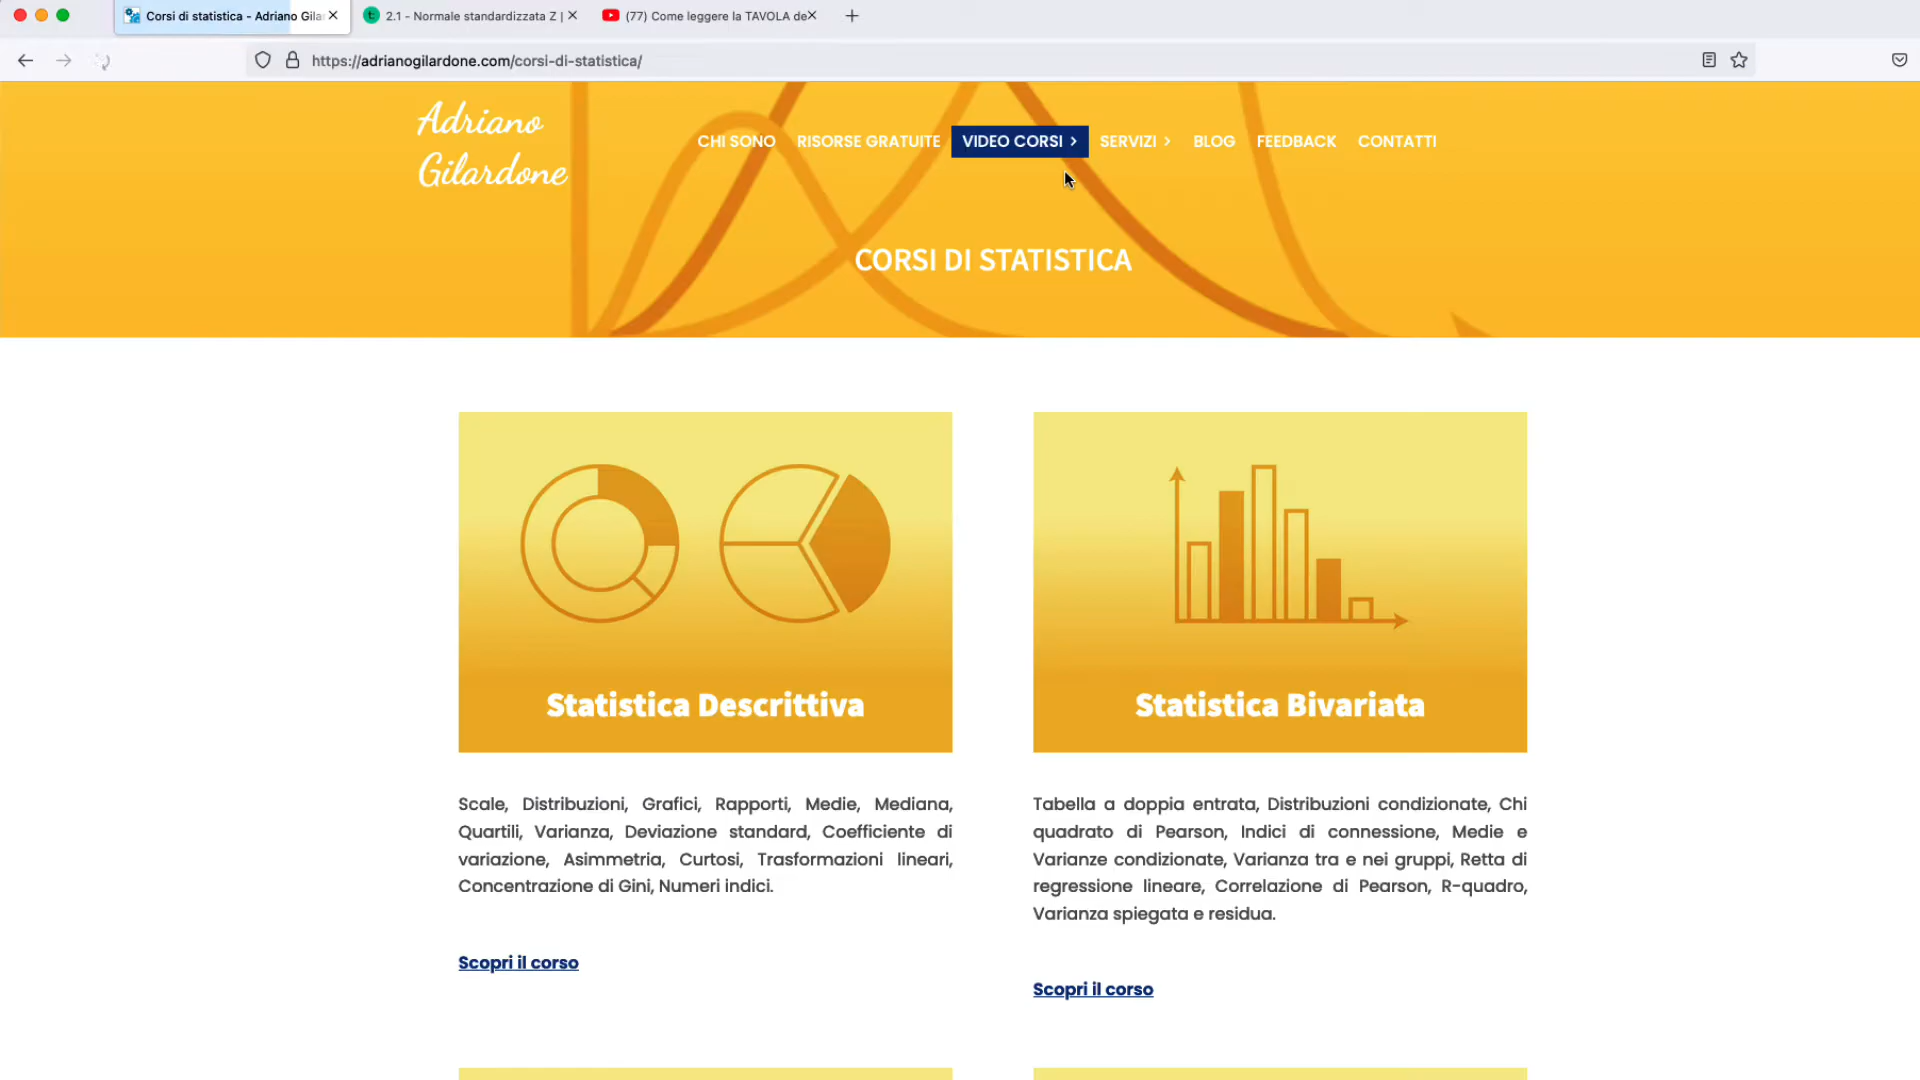 Corsi di statistica - Adriano Gilar
2.1 - Normale standardizzata Z |
(77) Come leggere la TAVOLA de
https://adrianogilardone.com/corsi-di-statistica/
Adriano
Gilardone
CHI SONO
RISORSE GRATUITE
VIDEO CORSI
SERVIZI
BLOG
FEEDBACK
CONTATTI
CORSI DI STATISTICA
Statistica Descrittiva
Scale, Distribuzioni, Grafici, Rapporti, Medie, Mediana,
Quartili, Varianza, Deviazione standard, Coefficiente di
variazione, Asimmetria, Curtosi, Trasformazioni lineari,
Concentrazione di Gini, Numeri indici.
Scopri il corso
Statistica Bivariata
Tabella a doppia entrata, Distribuzioni condizionate, Chi
quadrato di Pearson, Indici di connessione, Medie e
Varianze condizionate, Varianza tra e nei gruppi, Retta di
regressione lineare, Correlazione di Pearson, R-quadro,
Varianza spiegata e residua.
Scopri il corso